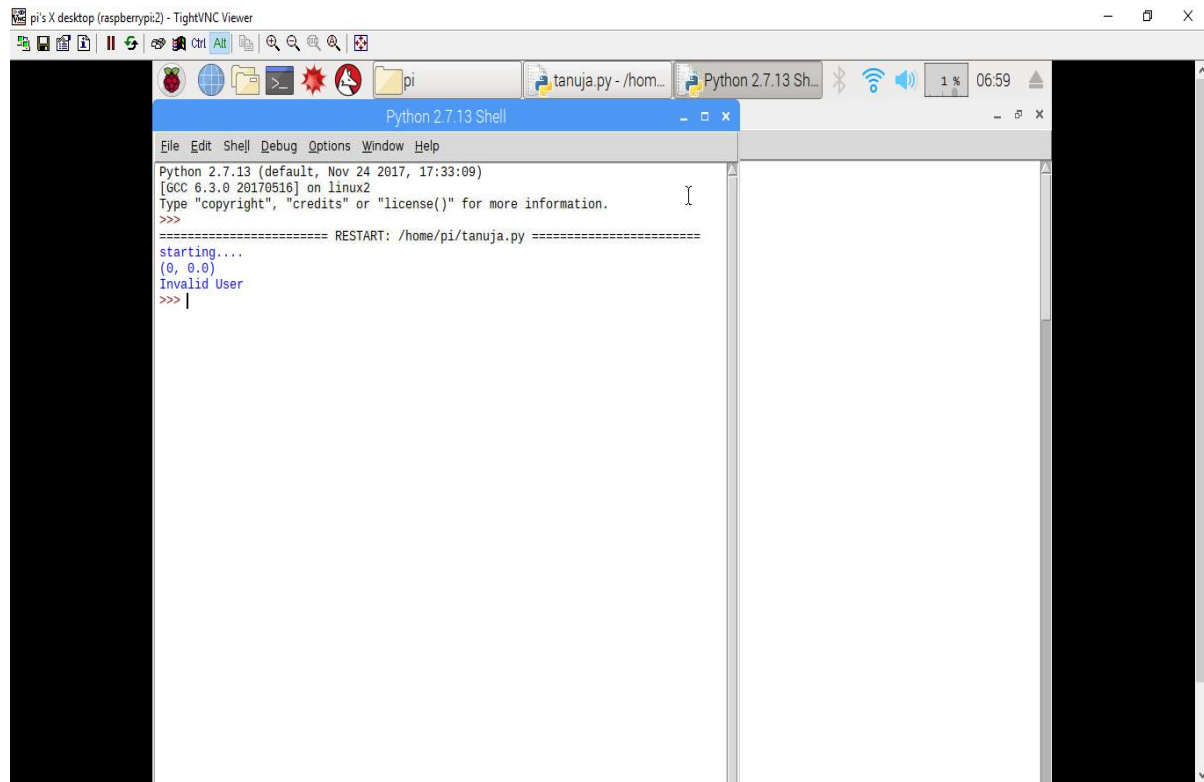 pi's X desktop (raspberrypi:2) - TightVNC Viewer
Ctrl Alt
pi tanuja.py - /hom... Python 2.7.13 Sh... 1 % 06:59
Python 2.7.13 Shell
File Edit Shell Debug Options Window Help
Python 2.7.13 (default, Nov 24 2017, 17:33:09)
[GCC 6.3.0 20170516] on linux2
Type "copyright", "credits" or "license()" for more information.
>>>
======================== RESTART: /home/pi/tanuja.py ========================
starting....
(0, 0.0)
Invalid User
>>>